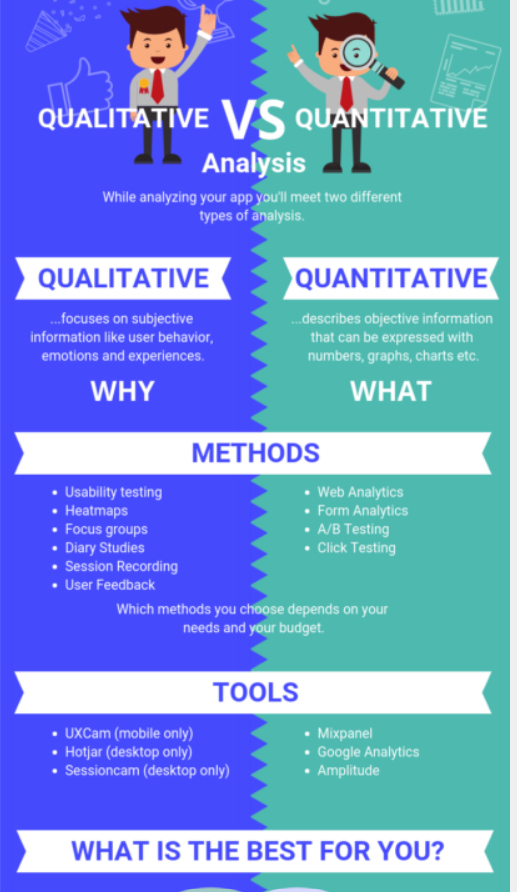 QUALITATIVE VS QUANTITATIVE
Analysis
While analyzing your app you'll meet two different
types of analysis.
QUALITATIVE
...focuses on subjective
information like user behavior,
emotions and experiences.
WHY
QUANTITATIVE
...describes objective information
that can be expressed with
numbers, graphs, charts etc.
WHAT
METHODS
• Usability testing
• Heatmaps
• Focus groups
• Diary Studies
• Session Recording
• User Feedback
• Web Analytics
• Form Analytics
• A/B Testing
• Click Testing
Which methods you choose depends on your
needs and your budget.
TOOLS
• UXCam (mobile only)
• Hotjar (desktop only)
• Sessioncam (desktop only)
• Mixpanel
• Google Analytics
• Amplitude
WHAT IS THE BEST FOR YOU?